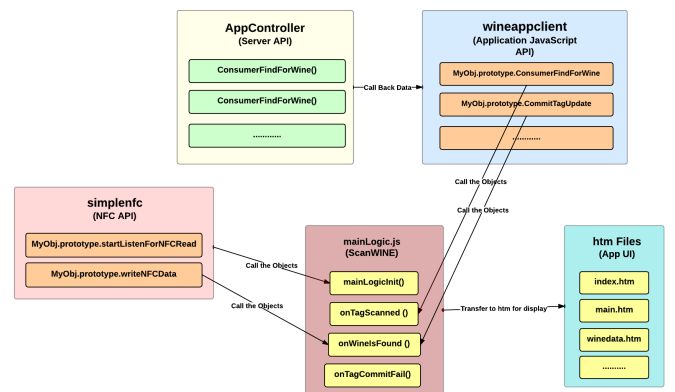 AppController
(Server API)
ConsumerFindForWine()
ConsumerFindForWine()
............
Call Back Data
wineappclient
(Application JavaScript
API)
MyObj.prototype.ConsumerFindForWine
MyObj.prototype.CommitTagUpdate
............
Call the Objects
Call the Objects
simplenfc
(NFC API)
MyObj.prototype.startListenForNFCRead
MyObj.prototype.writeNFCData
Call the Objects
Call the Objects
mainLogic.js
(ScanWINE)
mainLogicInit()
onTagScanned ()
onWineIsFound ()
onTagCommitFail()
Transfer to htm for display
htm Files
(App UI)
index.htm
main.htm
winedata.htm
..........